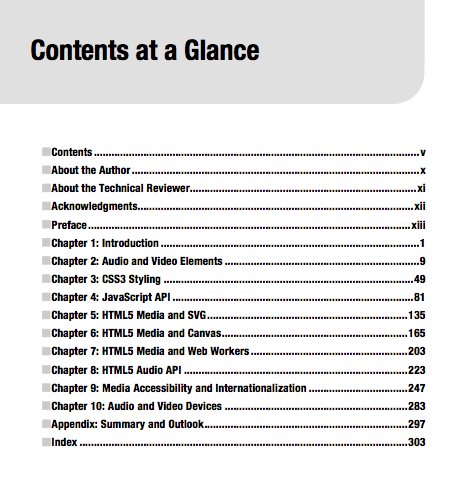 Contents at a Glance
Contents ........ v
About the Author ........ x
About the Technical Reviewer ........ xi
Acknowledgments ........ xii
Preface ........ xiii
Chapter 1: Introduction ........ 1
Chapter 2: Audio and Video Elements ........ 9
Chapter 3: CSS3 Styling ........ 49
Chapter 4: JavaScript API ........ 81
Chapter 5: HTML5 Media and SVG ........ 135
Chapter 6: HTML5 Media and Canvas ........ 165
Chapter 7: HTML5 Media and Web Workers ........ 203
Chapter 8: HTML5 Audio API ........ 223
Chapter 9: Media Accessibility and Internationalization ........ 247
Chapter 10: Audio and Video Devices ........ 283
Appendix: Summary and Outlook ........ 297
Index ........ 303